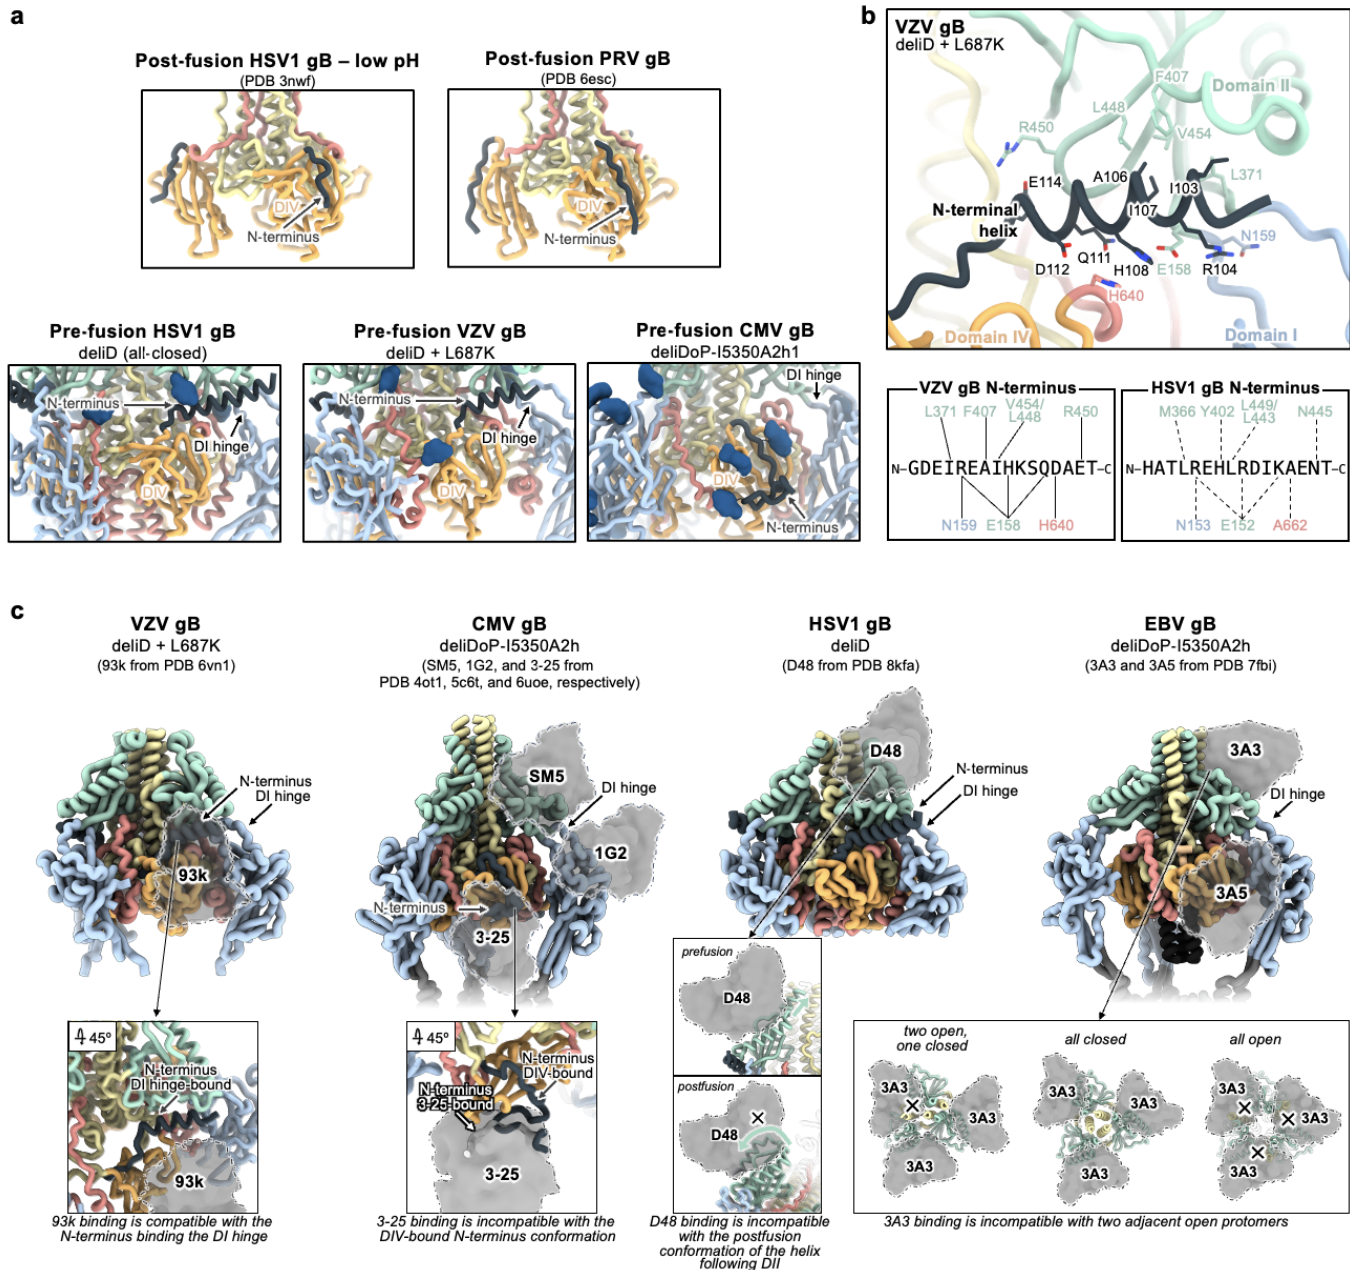 a
Post-fusion HSV1 gB – low pH
(PDB 3nwf)
DIV
N-terminus
Post-fusion PRV gB
(PDB 6esc)
DIV
N-terminus
Pre-fusion HSV1 gB
delID (all-closed)
N-terminus
DI hinge
DIV
Pre-fusion VZV gB
delID + L687K
N-terminus
DI hinge
DIV
Pre-fusion CMV gB
delIDoP-I5350A2h1
DI hinge
DIV
N-terminus
b
VZV gB
delID + L687K
F407
Domain II
L448
R450
V454
E114
A106
I103
L371
N-terminal
helix
I107
N159
D112
Q111
H108
E158
R104
H640
Domain IV
Domain I
VZV gB N-terminus
L371 F407 V454/ L448 R450
N–GDEIREAIHKSQDAET–C
N159 E158 H640
HSV1 gB N-terminus
M366 Y402 L449/ L443 N445
N–HATLREHLRDIKAENT–C
N153 E152 A662
c
VZV gB
delID + L687K
(93k from PDB 6vn1)
N-terminus
DI hinge
93k
45°
N-terminus
DI hinge-bound
93k
93k binding is compatible with the
N-terminus binding the DI hinge
CMV gB
delIDoP-I5350A2h
(SM5, 1G2, and 3-25 from
PDB 4ot1, 5c6t, and 6uoe, respectively)
SM5
DI hinge
1G2
N-terminus
3-25
45°
N-terminus
DIV-bound
N-terminus
3-25-bound
3-25
3-25 binding is incompatible with the
DIV-bound N-terminus conformation
HSV1 gB
delID
(D48 from PDB 8kfa)
D48
N-terminus
DI hinge
prefusion
D48
postfusion
D48
D48 binding is incompatible
with the postfusion
conformation of the helix
following DII
EBV gB
delIDoP-I5350A2h
(3A3 and 3A5 from PDB 7fbi)
3A3
DI hinge
3A5
two open,
one closed
3A3
3A3
3A3
all closed
3A3
3A3
3A3
all open
3A3
3A3
3A3
3A3 binding is incompatible with two adjacent open protomers